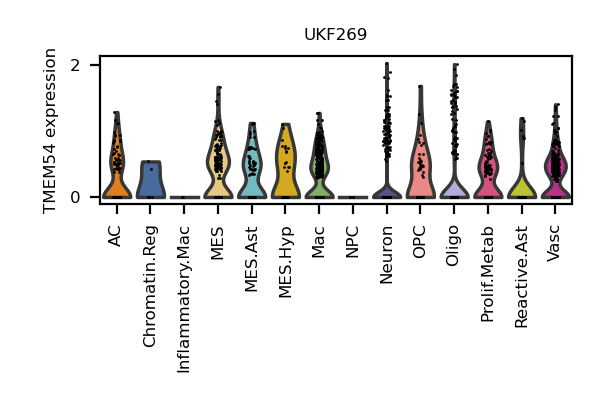 UKF269
TMEM54 expression
2
0
AC
Chromatin.Reg
Inflammatory.Mac
MES
MES.Ast
MES.Hyp
Mac
NPC
Neuron
OPC
Oligo
Prolif.Metab
Reactive.Ast
Vasc